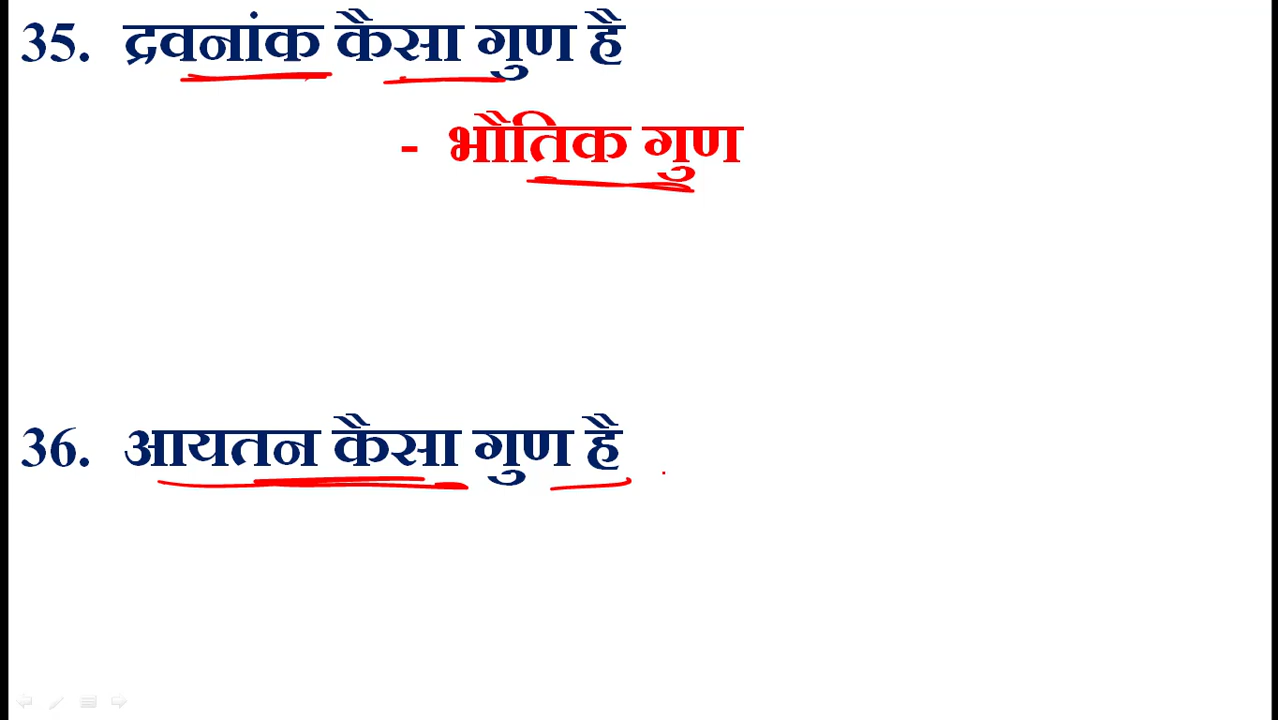 35. द्रवनांक कैसा गुण है
- भौतिक गुण
36. आयतन कैसा गुण है